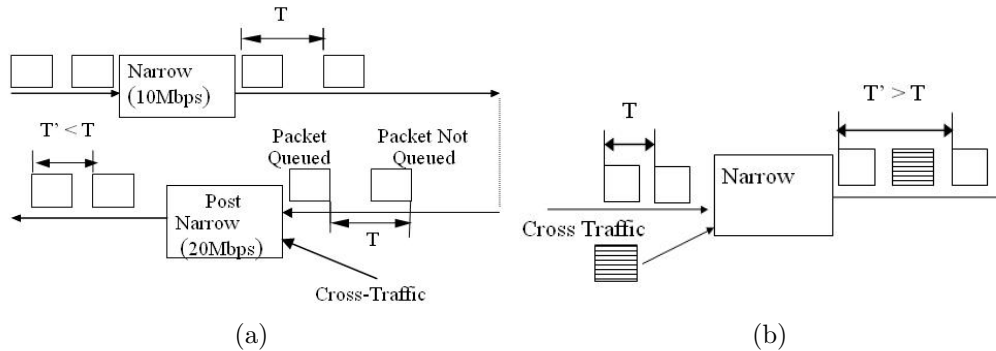 T
Narrow
(10Mbps)
T' < T
Packet
Queued
Packet Not
Queued
Post
Narrow
(20Mbps)
T
Cross-Traffic
(a)
T
T' > T
Narrow
Cross Traffic
(b)